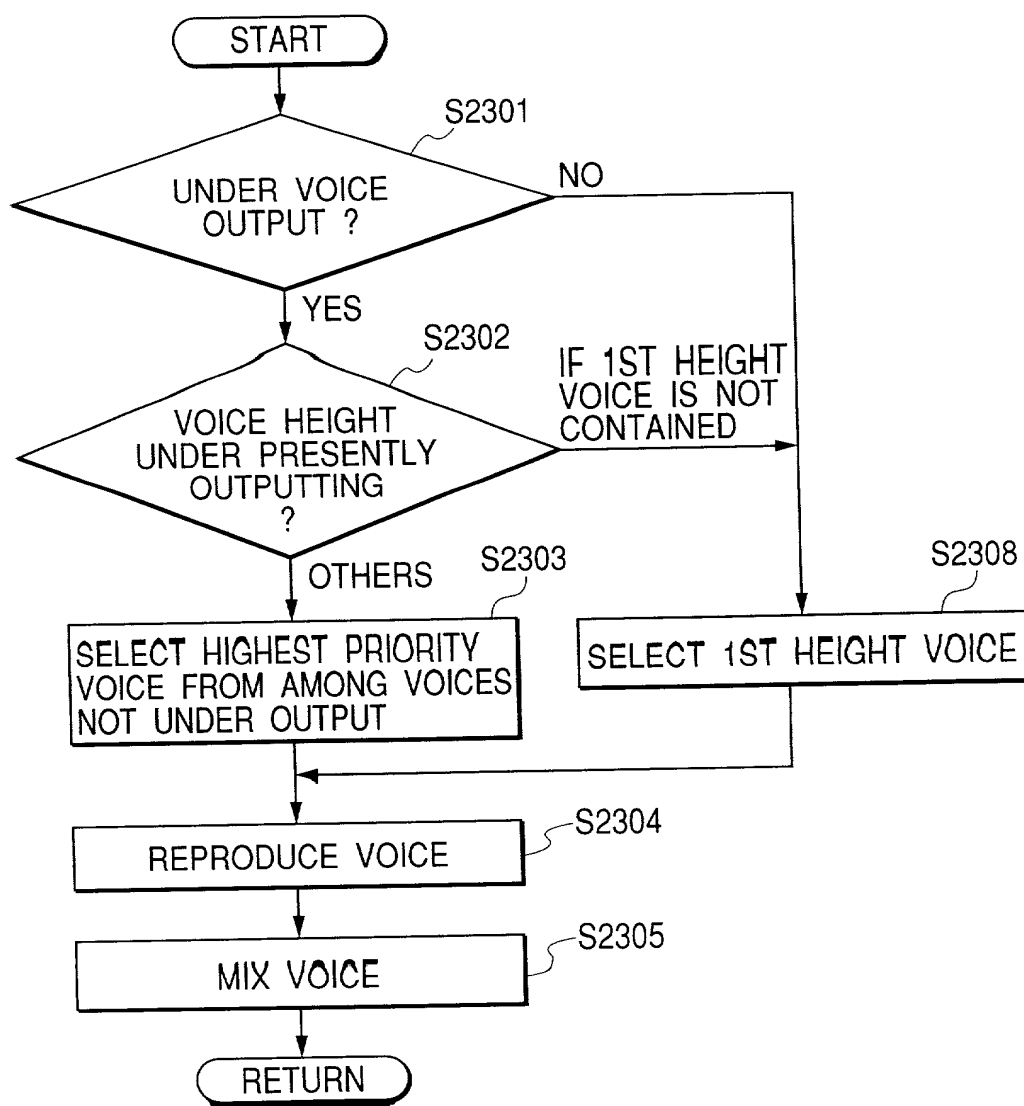 START
S2301
UNDER VOICE
OUTPUT ?
NO
YES
S2302
VOICE HEIGHT
UNDER PRESENTLY
OUTPUTTING
?
IF 1ST HEIGHT
VOICE IS NOT
CONTAINED
OTHERS
S2303
SELECT HIGHEST PRIORITY
VOICE FROM AMONG VOICES
NOT UNDER OUTPUT
S2308
SELECT 1ST HEIGHT VOICE
S2304
REPRODUCE VOICE
S2305
MIX VOICE
RETURN